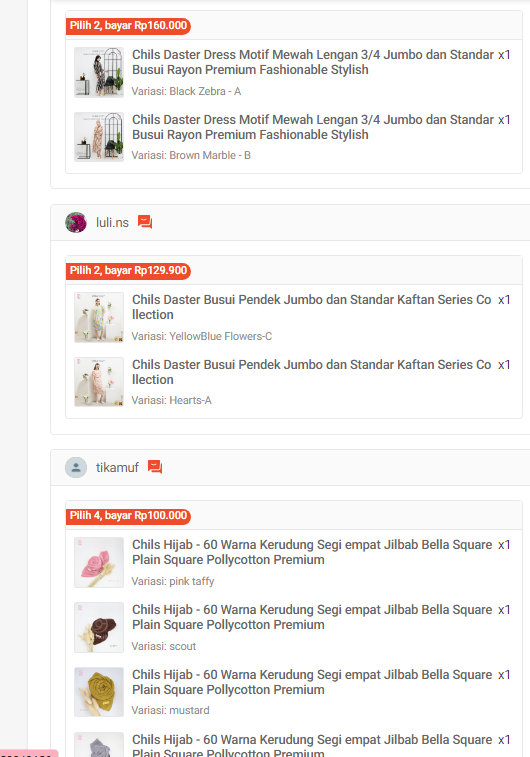 Pilih 2, bayar Rp160.000
Chils Daster Dress Motif Mewah Lengan 3/4 Jumbo dan Standar x1
Busui Rayon Premium Fashionable Stylish
Variasi: Black Zebra - A
Chils Daster Dress Motif Mewah Lengan 3/4 Jumbo dan Standar x1
Busui Rayon Premium Fashionable Stylish
Variasi: Brown Marble - B
luli.ns
Pilih 2, bayar Rp129.900
Chils Daster Busui Pendek Jumbo dan Standar Kaftan Series Co x1
llection
Variasi: YellowBlue Flowers-C
Chils Daster Busui Pendek Jumbo dan Standar Kaftan Series Co x1
llection
Variasi: Hearts-A
tikamuf
Pilih 4, bayar Rp100.000
Chils Hijab - 60 Warna Kerudung Segi empat Jilbab Bella Square x1
Plain Square Pollycotton Premium
Variasi: pink taffy
Chils Hijab - 60 Warna Kerudung Segi empat Jilbab Bella Square x1
Plain Square Pollycotton Premium
Variasi: scout
Chils Hijab - 60 Warna Kerudung Segi empat Jilbab Bella Square x1
Plain Square Pollycotton Premium
Variasi: mustard
Chils Hijab - 60 Warna Kerudung Segi empat Jilbab Bella Square x1
Plain Square Pollycotton Premium